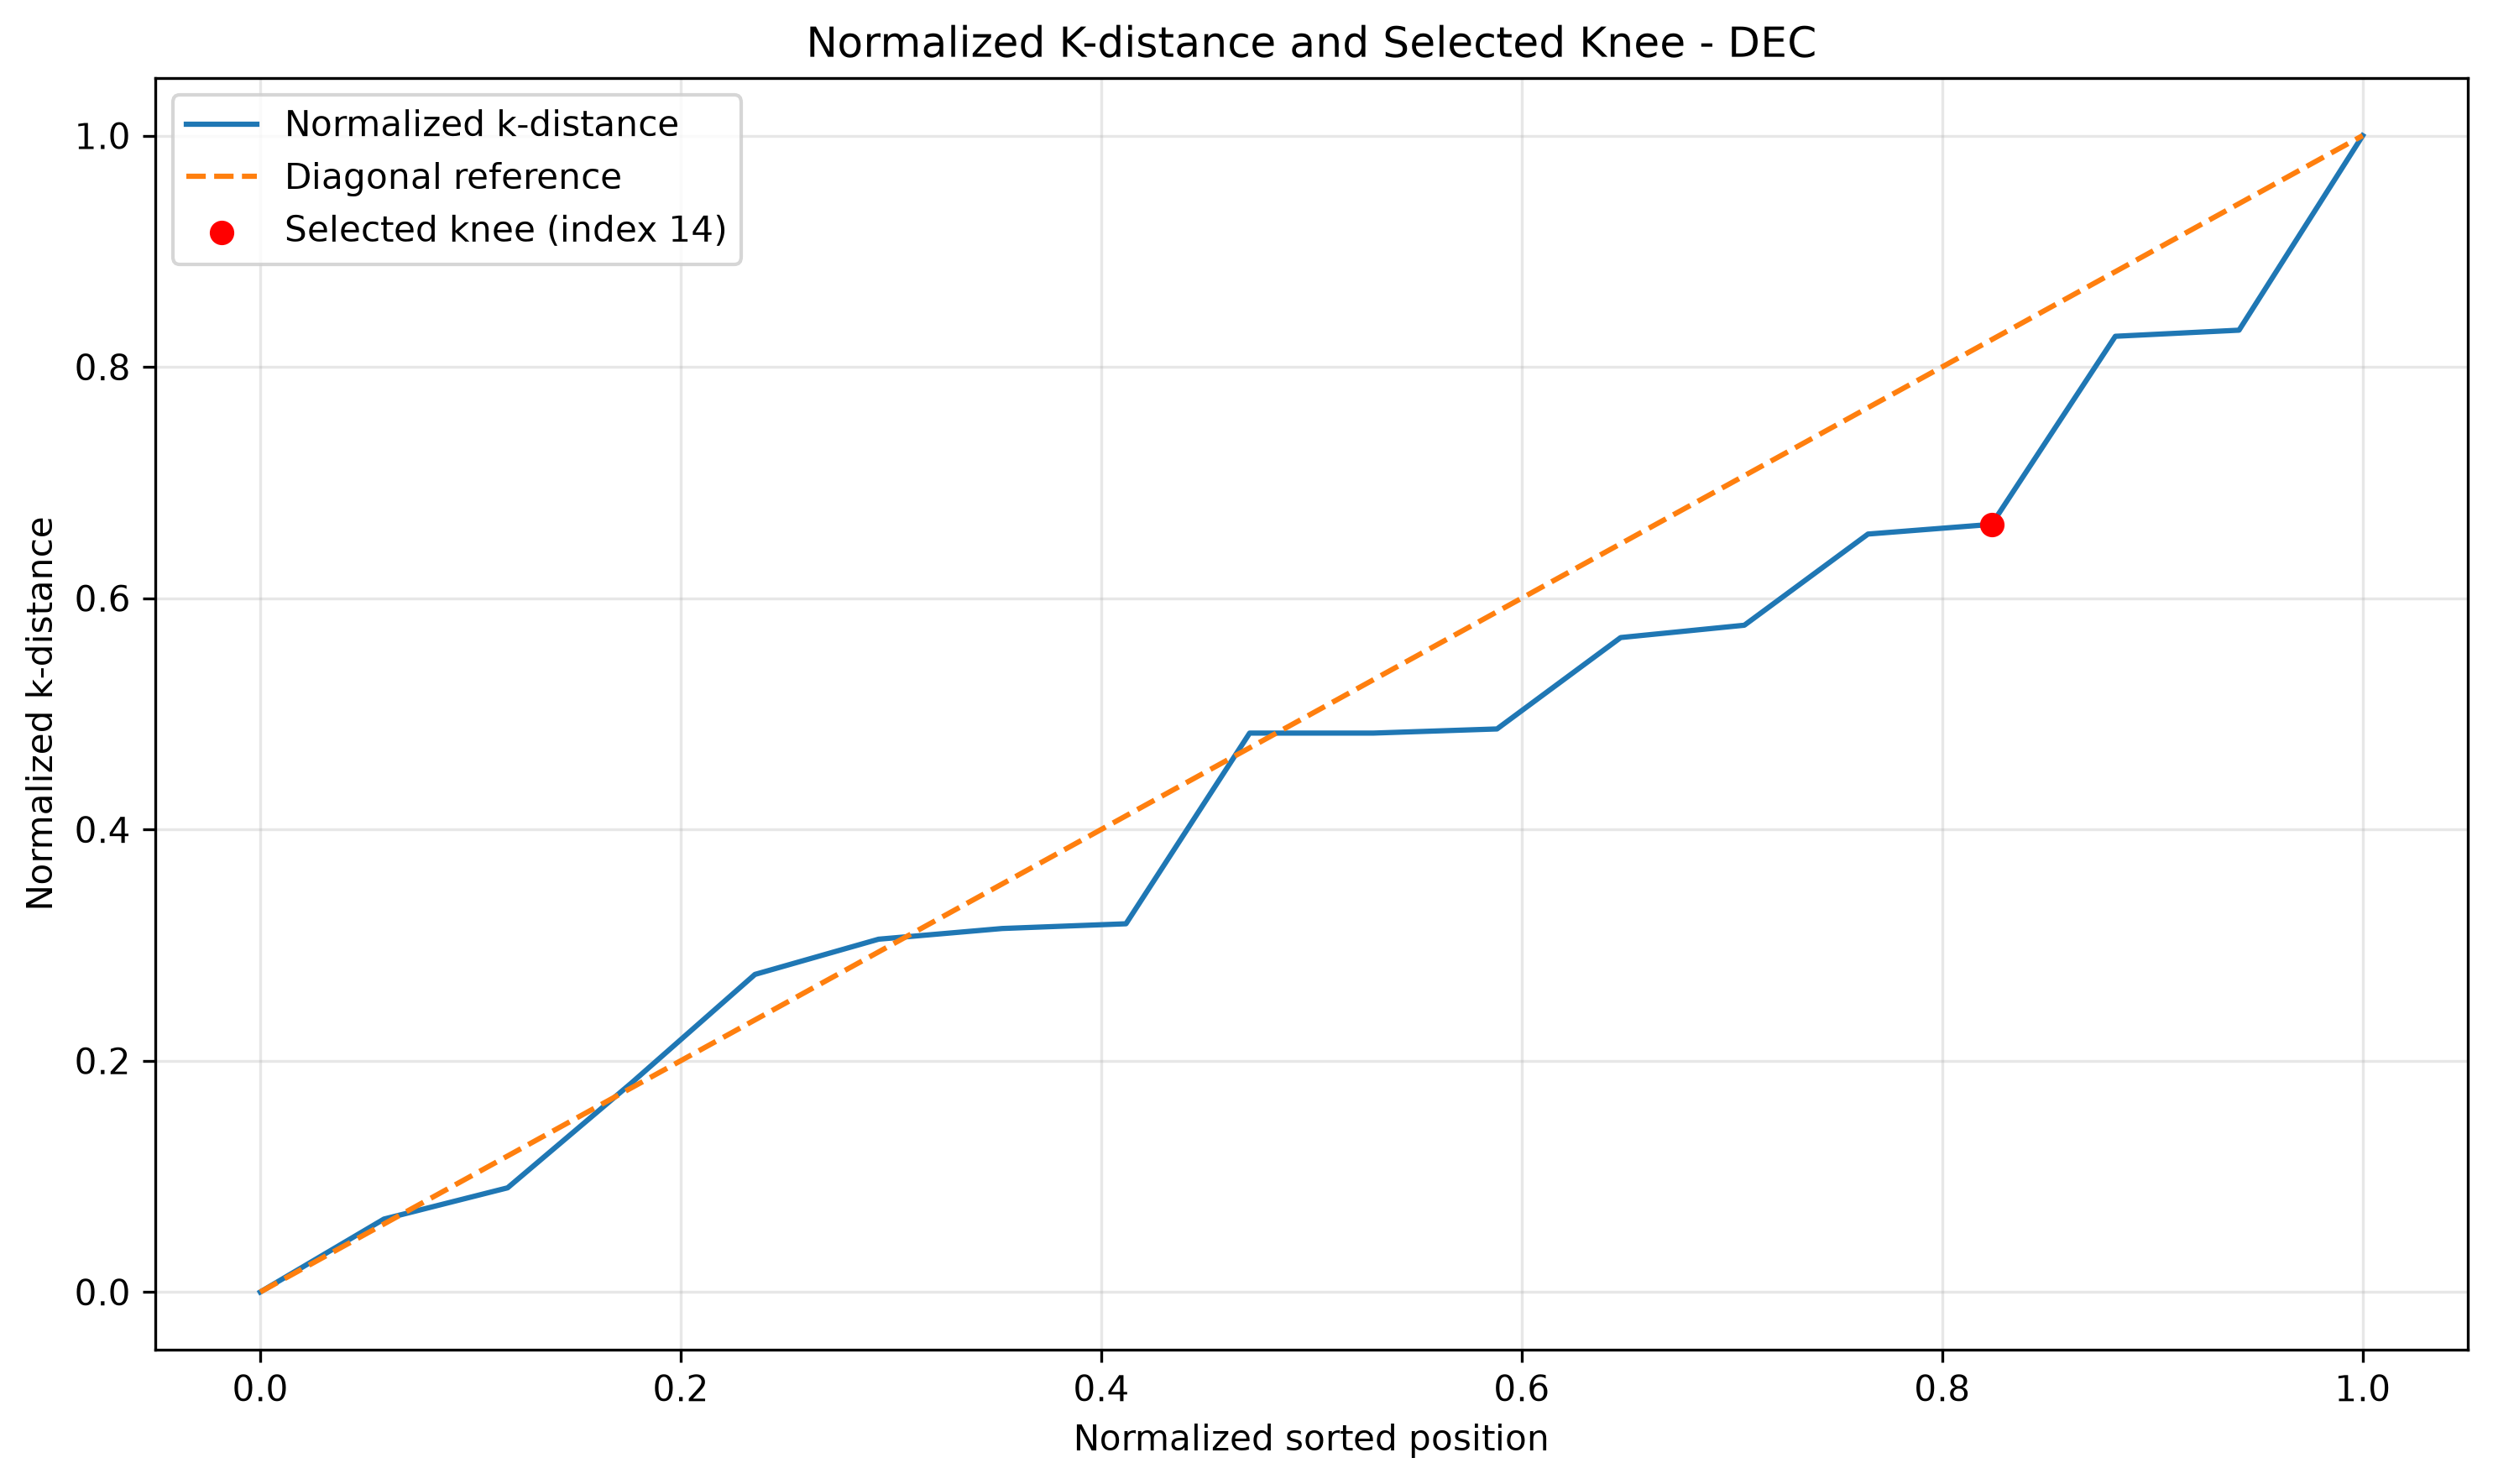 Normalized K-distance and Selected Knee - DEC
Normalized k-distance
Diagonal reference
Selected knee (index 14)
Normalized k-distance
1.0
0.8
0.6
0.4
0.2
0.0
0.0 0.2 0.4 0.6 0.8 1.0
Normalized sorted position